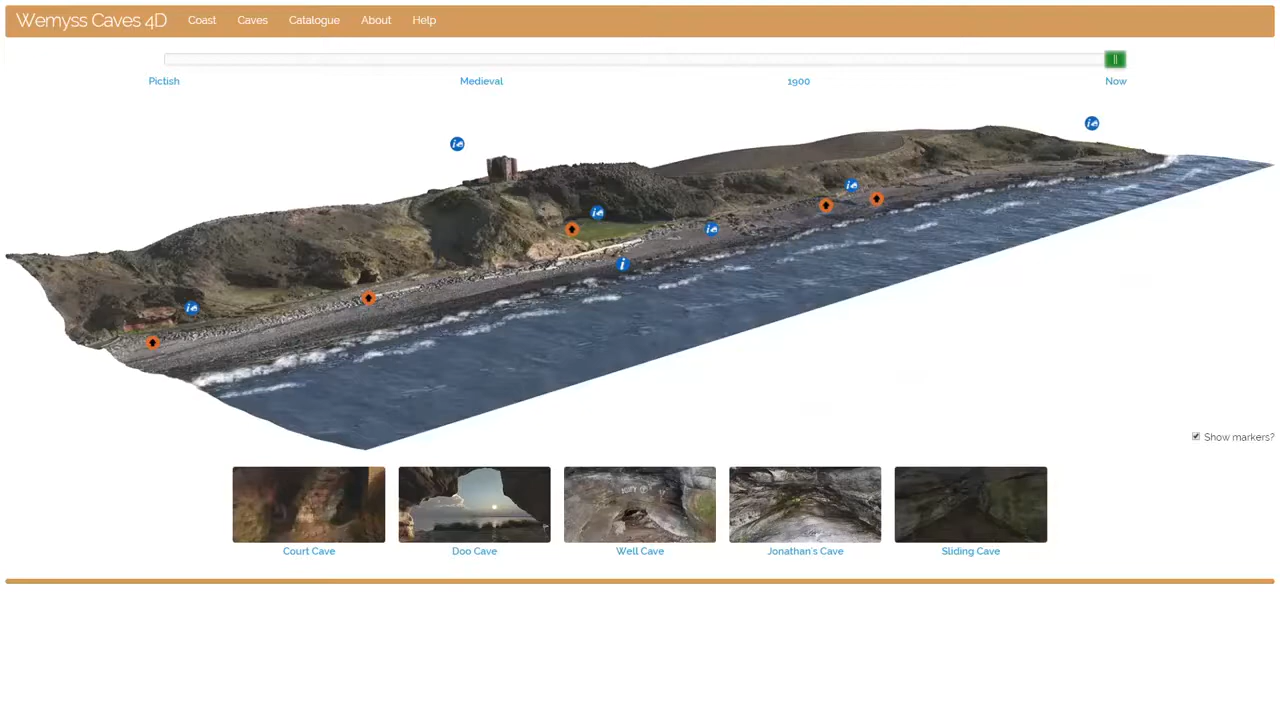 Wemyss Caves 4D Coast Caves Catalogue About Help
Pictish Medieval 1900 Now
Show markers?
Court Cave Doo Cave Well Cave Jonathan's Cave Sliding Cave